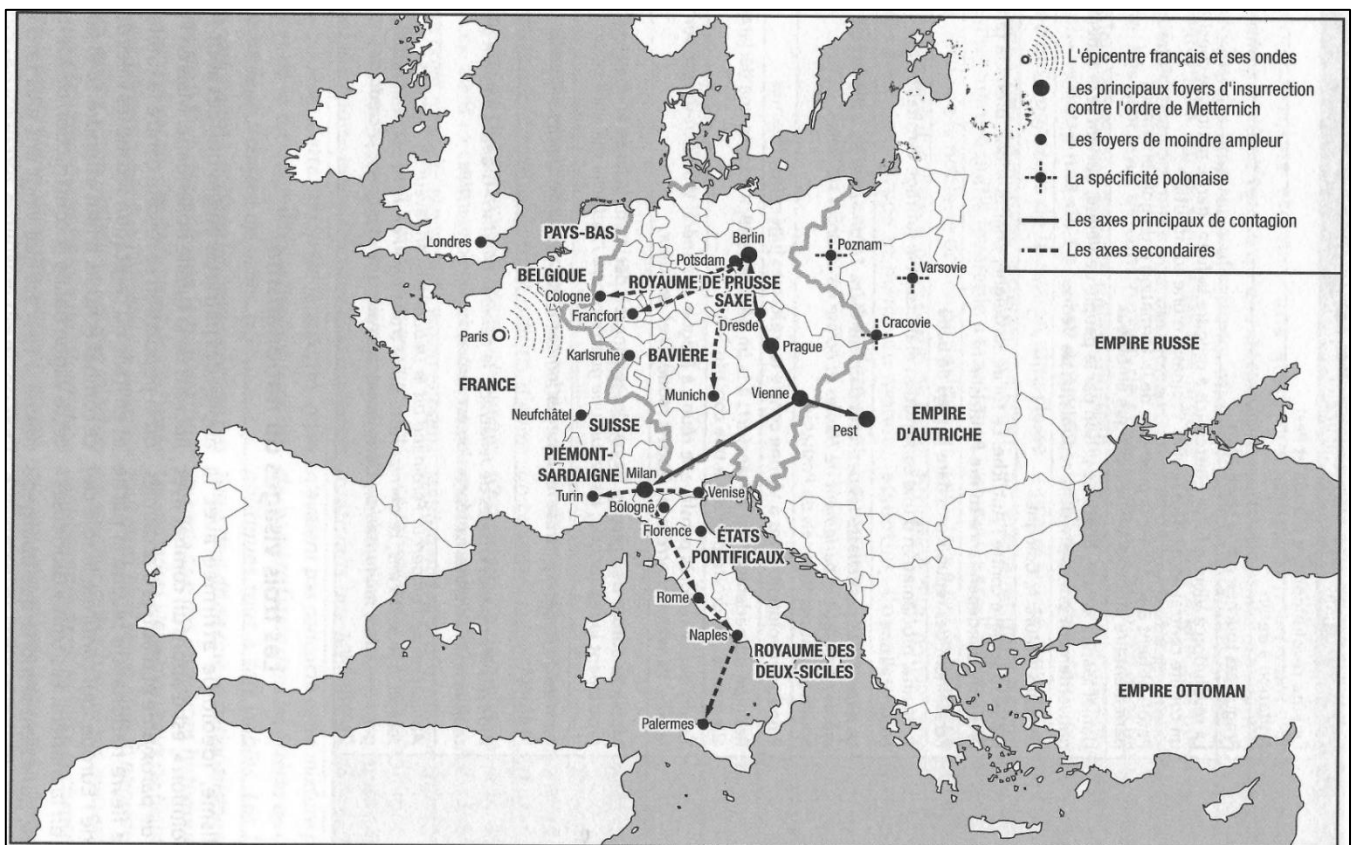 L'épicentre français et ses ondes
Les principaux foyers d'insurrection
contre l'ordre de Metternich
Les foyers de moindre ampleur
La spécificité polonaise
Les axes principaux de contagion
Les axes secondaires
Londres
PAYS-BAS
Berlin
Potsdam
Poznam
Varsovie
BELGIQUE
ROYAUME DE PRUSSE
Cologne
SAXE
Francfort
Dresde
Cracovie
Paris
Karlsruhe
BAVIÈRE
Prague
EMPIRE RUSSE
FRANCE
Munich
Vienne
Neufchâtel
SUISSE
Pest
EMPIRE
D'AUTRICHE
PIÉMONT-
SARDAIGNE
Milan
Turin
Venise
Bologne
Florence
ÉTATS
PONTIFICAUX
Rome
Naples
ROYAUME DES
DEUX-SICILES
EMPIRE OTTOMAN
Palermes